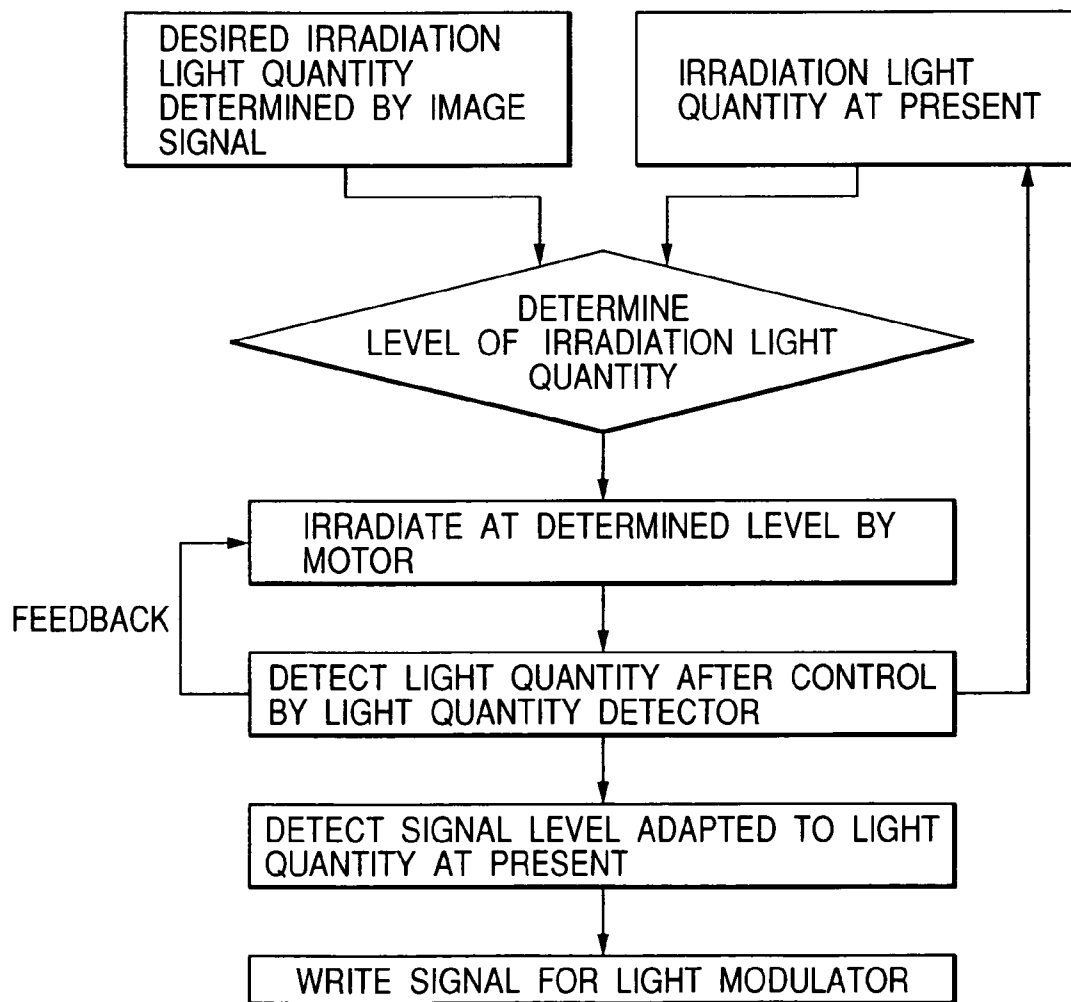 DESIRED IRRADIATION
LIGHT QUANTITY
DETERMINED BY IMAGE
SIGNAL
IRRADIATION LIGHT
QUANTITY AT PRESENT
DETERMINE
LEVEL OF IRRADIATION LIGHT
QUANTITY
IRRADIATE AT DETERMINED LEVEL BY
MOTOR
FEEDBACK
DETECT LIGHT QUANTITY AFTER CONTROL
BY LIGHT QUANTITY DETECTOR
DETECT SIGNAL LEVEL ADAPTED TO LIGHT
QUANTITY AT PRESENT
WRITE SIGNAL FOR LIGHT MODULATOR